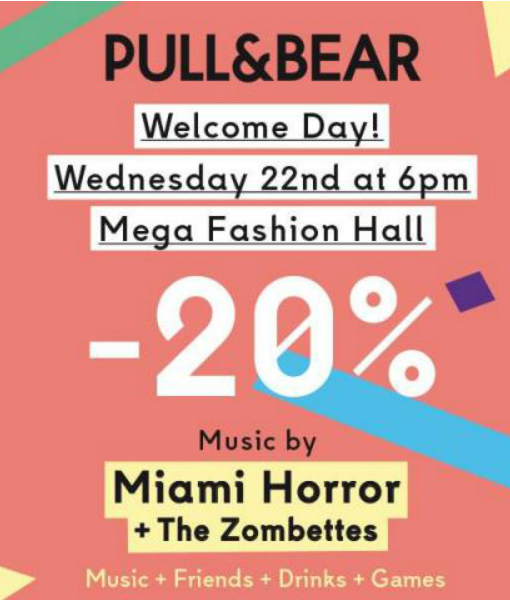 PULL&BEAR
Welcome Day!
Wednesday 22nd at 6pm
Mega Fashion Hall
-20%
Music by
Miami Horror
+ The Zombettes
Music + Friends + Drinks + Games